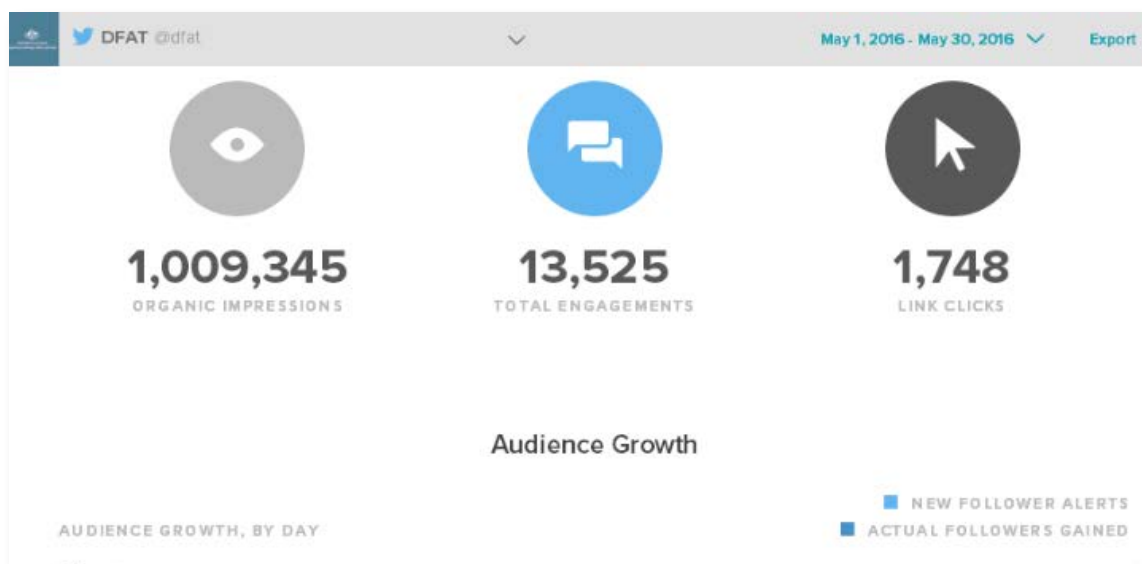 DFAT @dfat May 1, 2016 - May 30, 2016 Export
1,009,345 13,525 1,748
ORGANIC IMPRESSIONS TOTAL ENGAGEMENTS LINK CLICKS
Audience Growth
NEW FOLLOWER ALERTS
AUDIENCE GROWTH, BY DAY ACTUAL FOLLOWERS GAINED